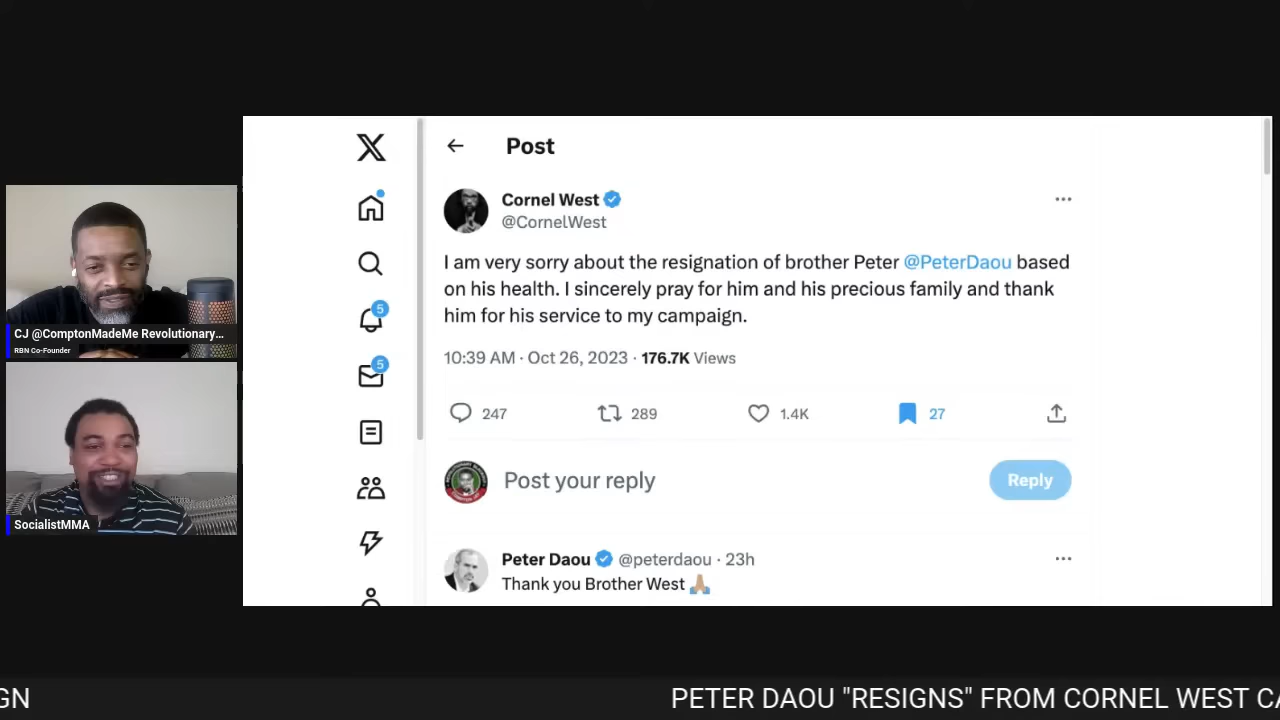 Post
Cornel West
@CornelWest
I am very sorry about the resignation of brother Peter @PeterDaou based
on his health. I sincerely pray for him and his precious family and thank
him for his service to my campaign.
10:39 AM · Oct 26, 2023 · 176.7K Views
247 289 1.4K 27
Post your reply
Reply
Peter Daou @peterdaou · 23h
Thank you Brother West 🙏🏽
5
5
CJ @ComptonMadeMe Revolutionary…
RBN Co-Founder
SocialistMMA
GN PETER DAOU "RESIGNS" FROM CORNEL WEST CA